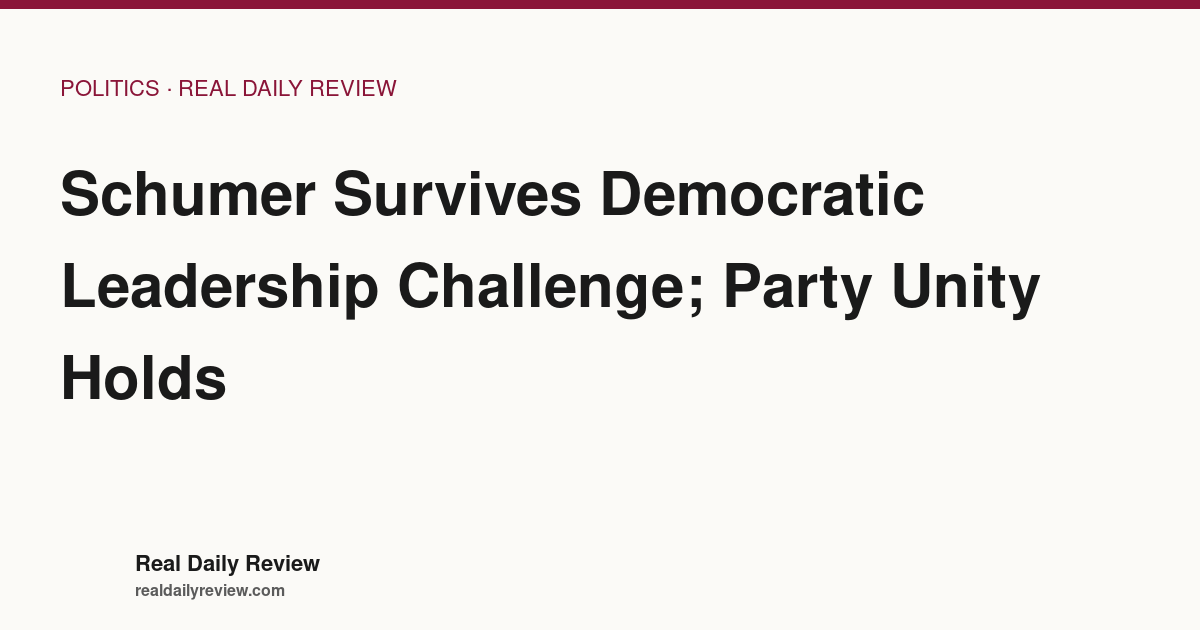 POLITICS · REAL DAILY REVIEW
Schumer Survives Democratic
Leadership Challenge; Party Unity
Holds
Real Daily Review
realdailyreview.com